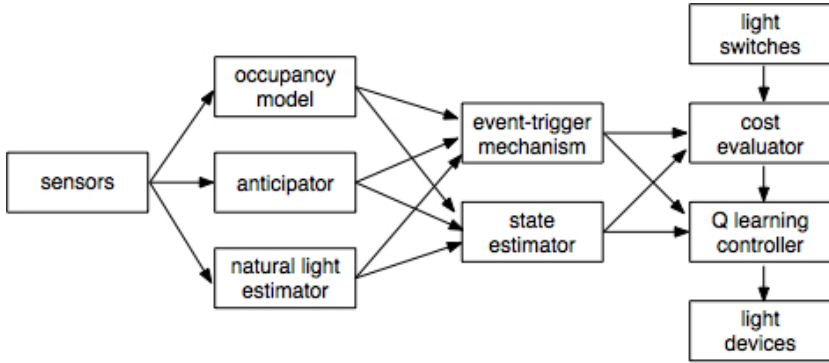 light
switches
occupancy
model
event-trigger
mechanism
cost
evaluator
sensors
anticipator
state
estimator
Q learning
controller
natural light
estimator
light
devices